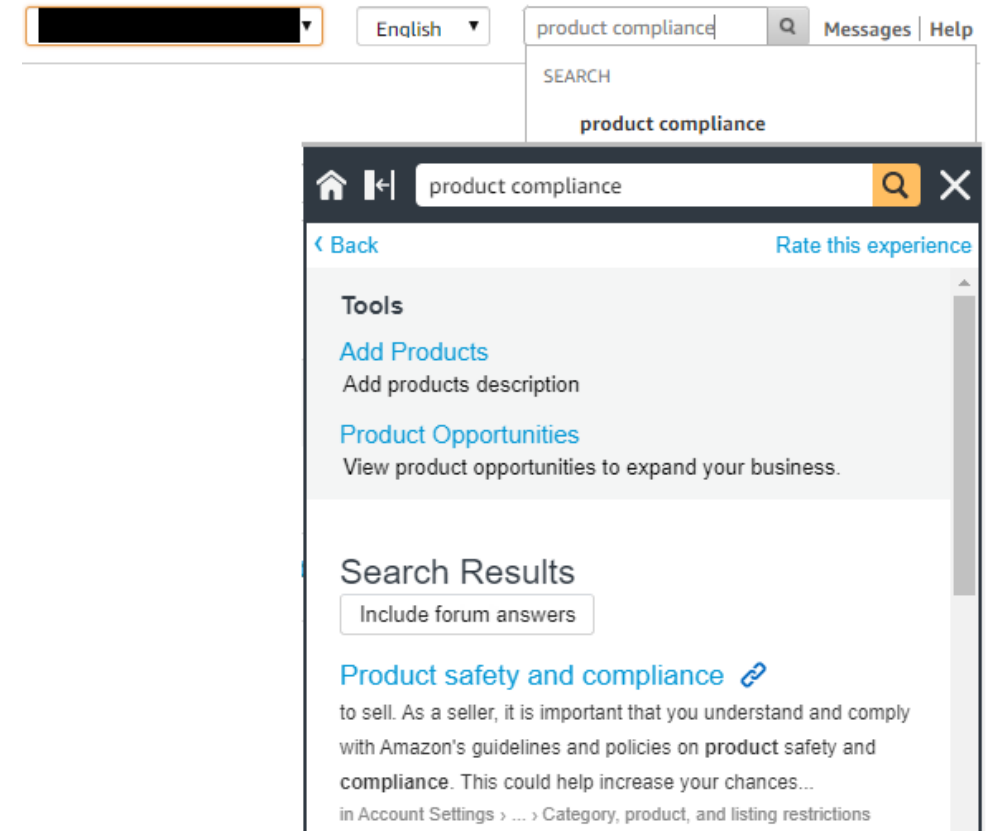 English
product compliance
Messages
Help
SEARCH
product compliance
product compliance
Back
Rate this experience
Tools
Add Products
Add products description
Product Opportunities
View product opportunities to expand your business.
Search Results
Include forum answers
Product safety and compliance
to sell. As a seller, it is important that you understand and comply
with Amazon's guidelines and policies on product safety and
compliance. This could help increase your chances...
in Account Settings › ... › Category, product, and listing restrictions